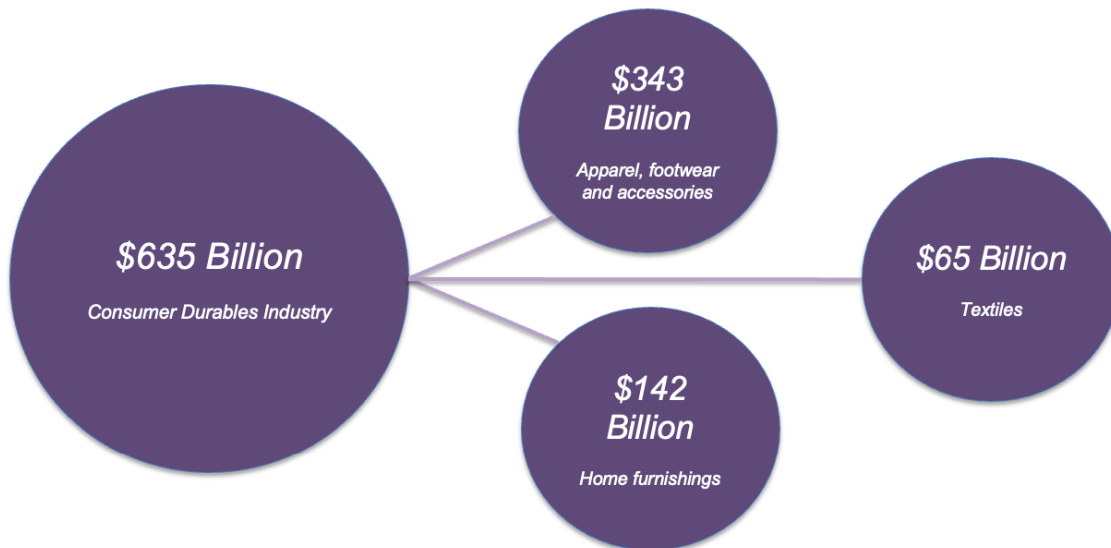 $635 Billion
Consumer Durables Industry
$343
Billion
Apparel, footwear
and accessories
$65 Billion
Textiles
$142
Billion
Home furnishings